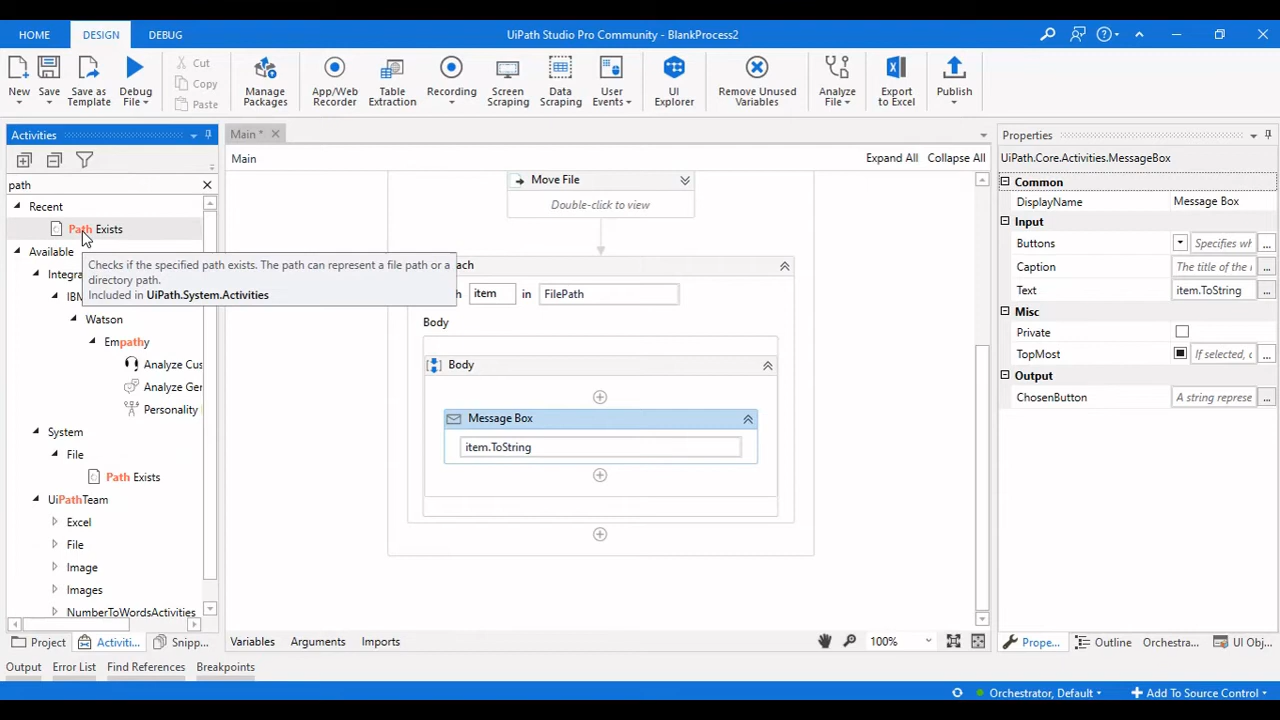 HOME DESIGN DEBUG UiPath Studio Pro Community - BlankProcess2
New Save Save as Template Debug File Cut Copy Paste Manage Packages App/Web Recorder Table Extraction Recording Screen Scraping Data Scraping User Events UI Explorer Remove Unused Variables Analyze File Export to Excel Publish
Activities
path
Recent
Path Exists
Available
Integra
IBM
Watson
Empathy
Analyze Cus
Analyze Ger
Personality
System
File
Path Exists
UiPathTeam
Excel
File
Image
Images
NumberToWordsActivities
Checks if the specified path exists. The path can represent a file path or a
directory path.
Included in UiPath.System.Activities
Project Activiti... Snipp...
Main *
Main Expand All Collapse All
Move File
Double-click to view
ach
item in FilePath
Body
Body
Message Box
item.ToString
Variables Arguments Imports 100%
Properties
UiPath.Core.Activities.MessageBox
Common
DisplayName Message Box
Input
Buttons Specifies wh ...
Caption The title of the ...
Text item.ToString ...
Misc
Private
TopMost If selected, ...
Output
ChosenButton A string represe ...
Prope... Outline Orchestra... UI Obj...
Output Error List Find References Breakpoints
Orchestrator, Default Add To Source Control